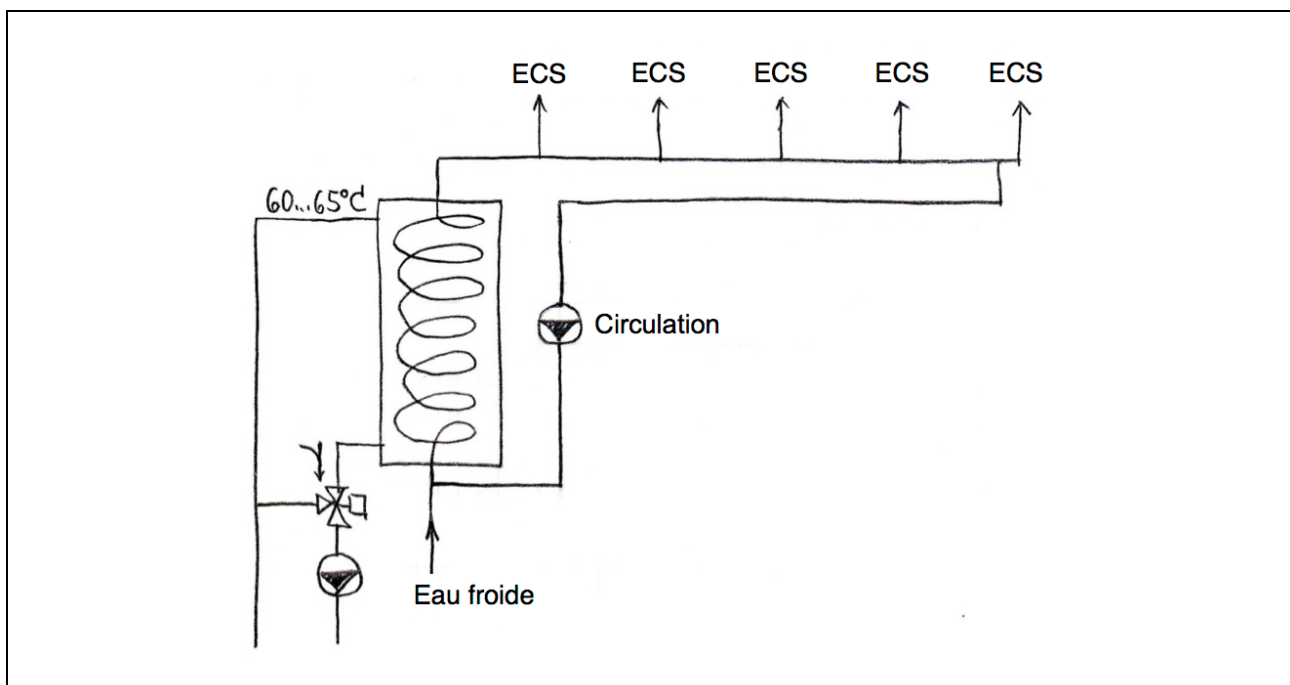 ECS ECS ECS ECS ECS
60...65°C
Circulation
Eau froide